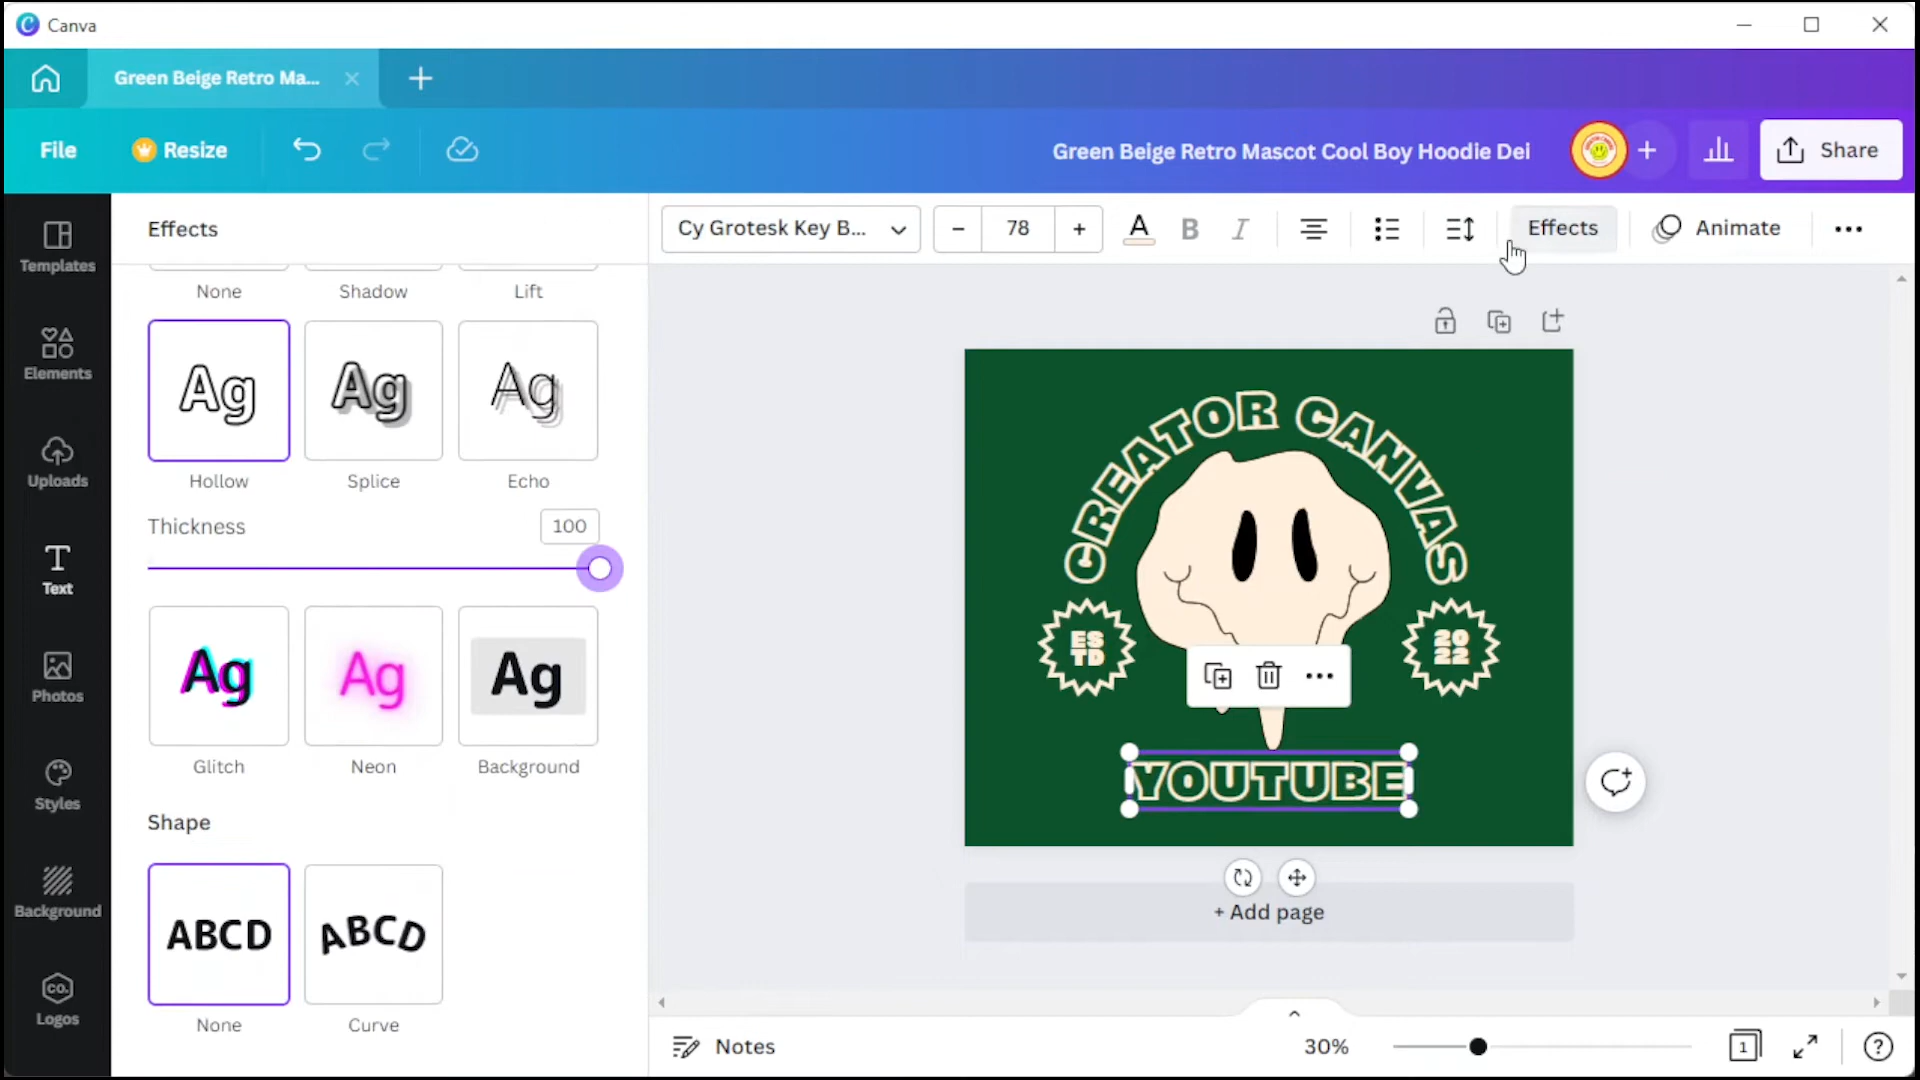 Canva
Green Beige Retro Ma...
File
Resize
Green Beige Retro Mascot Cool Boy Hoodie Dei
Share
Templates
Elements
Uploads
Text
Photos
Styles
Background
CO.
Logos
Effects
None
Shadow
Lift
Ag
Ag
Ag
Hollow
Splice
Echo
Thickness
100
Ag
Ag
Ag
Glitch
Neon
Background
Shape
ABCD
ABCD
None
Curve
Cy Grotesk Key B...
78
A
B
I
Effects
Animate
CREATOR CANVAS
ES
TD
20
22
YOUTUBE
+ Add page
Notes
30%
1